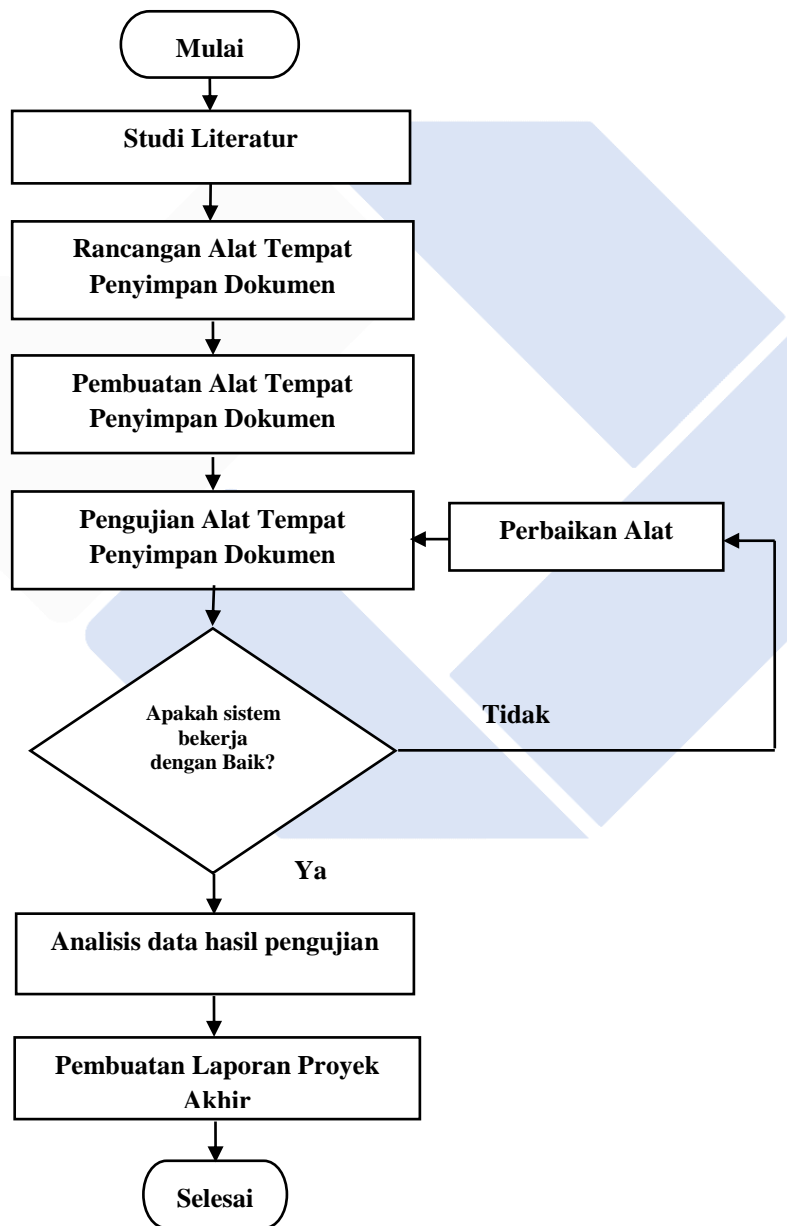 Mulai
Studi Literatur
Rancangan Alat Tempat
Penyimpan Dokumen
Pembuatan Alat Tempat
Penyimpan Dokumen
Pengujian Alat Tempat
Penyimpan Dokumen
Perbaikan Alat
Apakah sistem
bekerja
dengan Baik?
Tidak
Ya
Analisis data hasil pengujian
Pembuatan Laporan Proyek
Akhir
Selesai